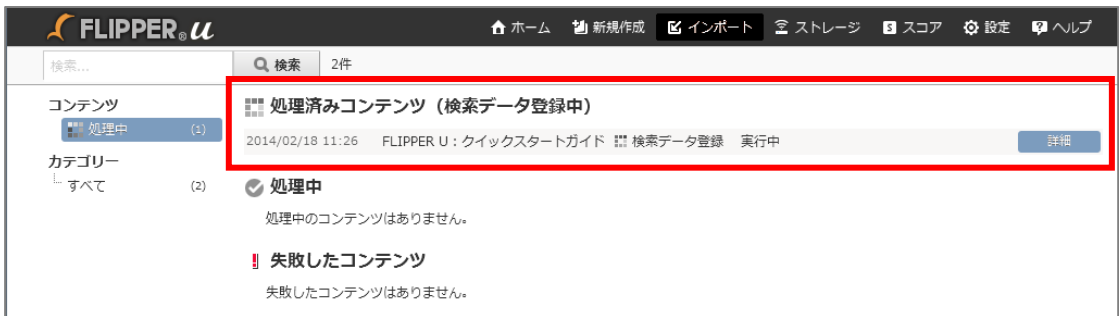 FLIPPER® u
ホーム 新規作成 インポート ストレージ S スコア 設定 ? ヘルプ
検索... 検索 2件
コンテンツ
処理中 (1)
カテゴリー
すべて (2)
処理済みコンテンツ（検索データ登録中）
2014/02/18 11:26 FLIPPER U：クイックスタートガイド 検索データ登録 実行中 詳細
処理中
処理中のコンテンツはありません。
! 失敗したコンテンツ
失敗したコンテンツはありません。